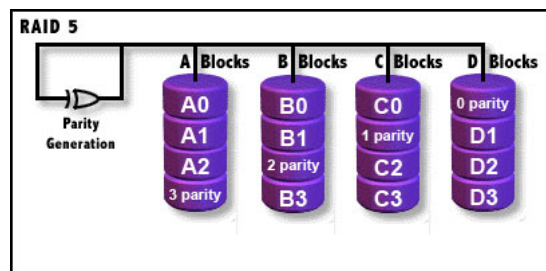 RAID 5
A Blocks B Blocks C Blocks D Blocks
A0 B0 C0 0 parity
A1 B1 1 parity D1
A2 2 parity C2 D2
3 parity B3 C3 D3
Parity
Generation